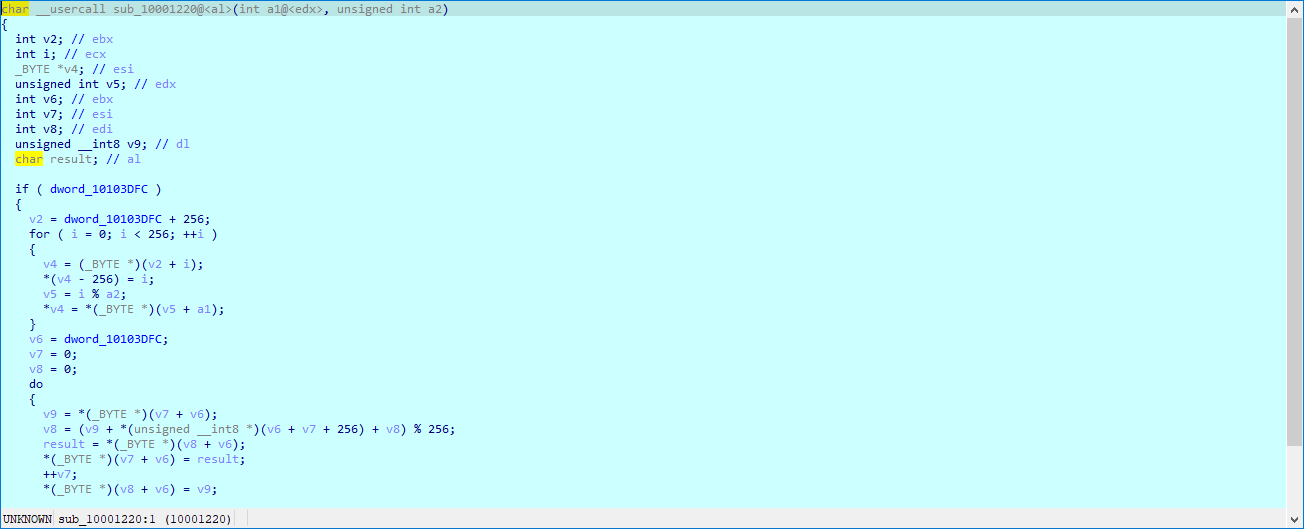 char __usercall sub_10001220@<al>(int a1@<edx>, unsigned int a2)
{
  int v2; // ebx
  int i; // ecx
  _BYTE *v4; // esi
  unsigned int v5; // edx
  int v6; // ebx
  int v7; // esi
  int v8; // edi
  unsigned __int8 v9; // dl
  char result; // al

  if ( dword_10103DFC )
  {
    v2 = dword_10103DFC + 256;
    for ( i = 0; i < 256; ++i )
    {
      v4 = (_BYTE *)(v2 + i);
      *(v4 - 256) = i;
      v5 = i % a2;
      *v4 = *(_BYTE *)(v5 + a1);
    }
    v6 = dword_10103DFC;
    v7 = 0;
    v8 = 0;
    do
    {
      v9 = *(_BYTE *)(v7 + v6);
      v8 = (v9 + *(unsigned __int8 *)(v6 + v7 + 256) + v8) % 256;
      result = *(_BYTE *)(v8 + v6);
      *(_BYTE *)(v7 + v6) = result;
      ++v7;
      *(_BYTE *)(v8 + v6) = v9;
UNKNOWN sub_10001220:1 (10001220)